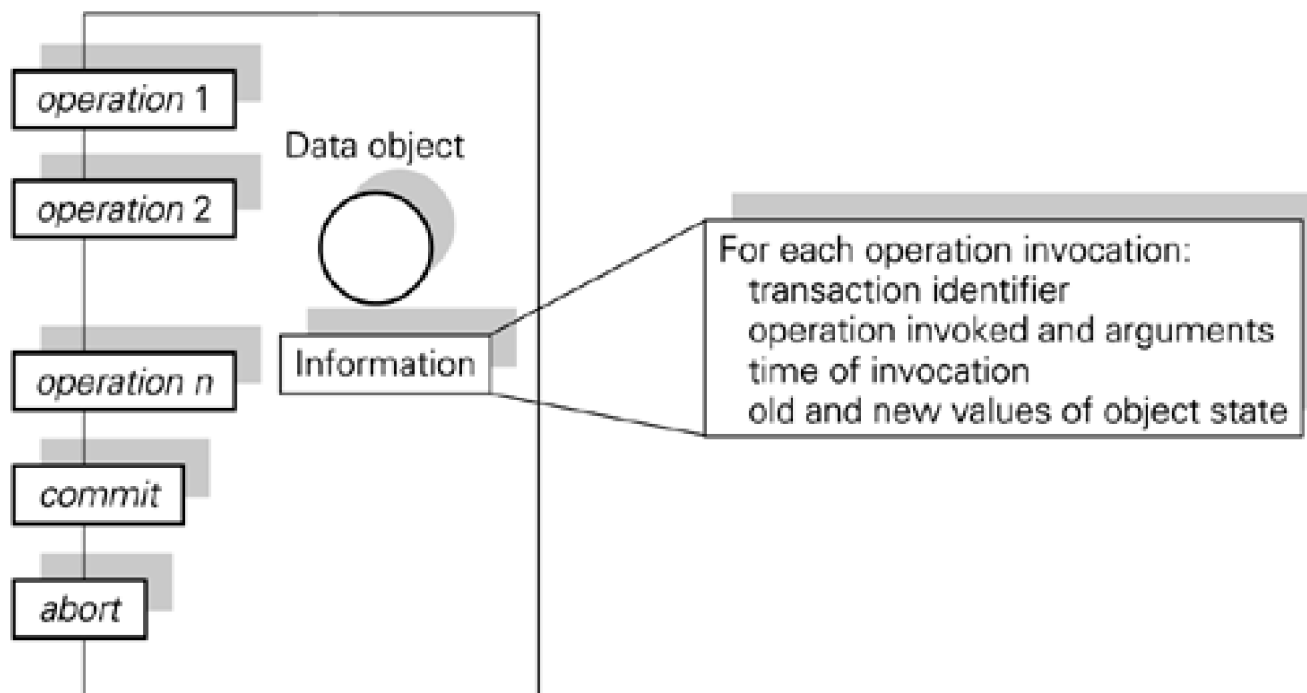 operation 1
Data object
operation 2
For each operation invocation:
transaction identifier
operation invoked and arguments
time of invocation
old and new values of object state
Information
operation n
commit
abort